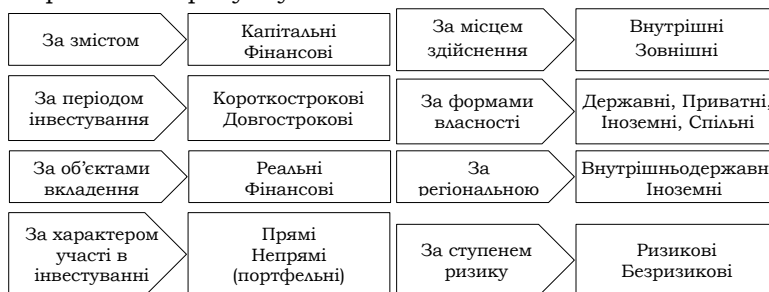 За змістом
Капітальні
Фінансові
За місцем
здійснення
Внутрішні
Зовнішні
За періодом
інвестування
Короткострокові
Довгострокові
За формами
власності
Державні, Приватні,
Іноземні, Спільні
За об’єктами
вкладення
Реальні
Фінансові
За
регіональною
Внутрішньодержавн
Іноземні
За характером
участі в
інвестуванні
Прямі
Непрямі
(портфельні)
За ступенем
ризику
Ризикові
Безризикові